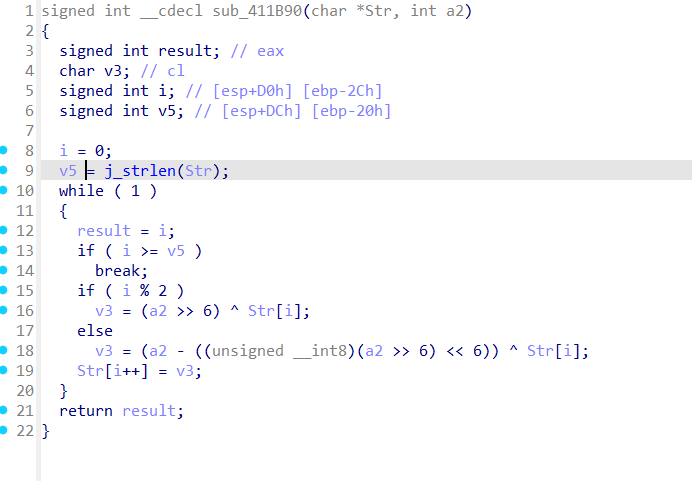 1 signed int __cdecl sub_411B90(char *Str, int a2)
2 {
3   signed int result; // eax
4   char v3; // cl
5   signed int i; // [esp+D0h] [ebp-2Ch]
6   signed int v5; // [esp+DCh] [ebp-20h]
7
8   i = 0;
9   v5 = j_strlen(Str);
10   while ( 1 )
11   {
12     result = i;
13     if ( i >= v5 )
14       break;
15     if ( i % 2 )
16       v3 = (a2 >> 6) ^ Str[i];
17     else
18       v3 = (a2 - ((unsigned __int8)(a2 >> 6) << 6)) ^ Str[i];
19     Str[i++] = v3;
20   }
21   return result;
22 }